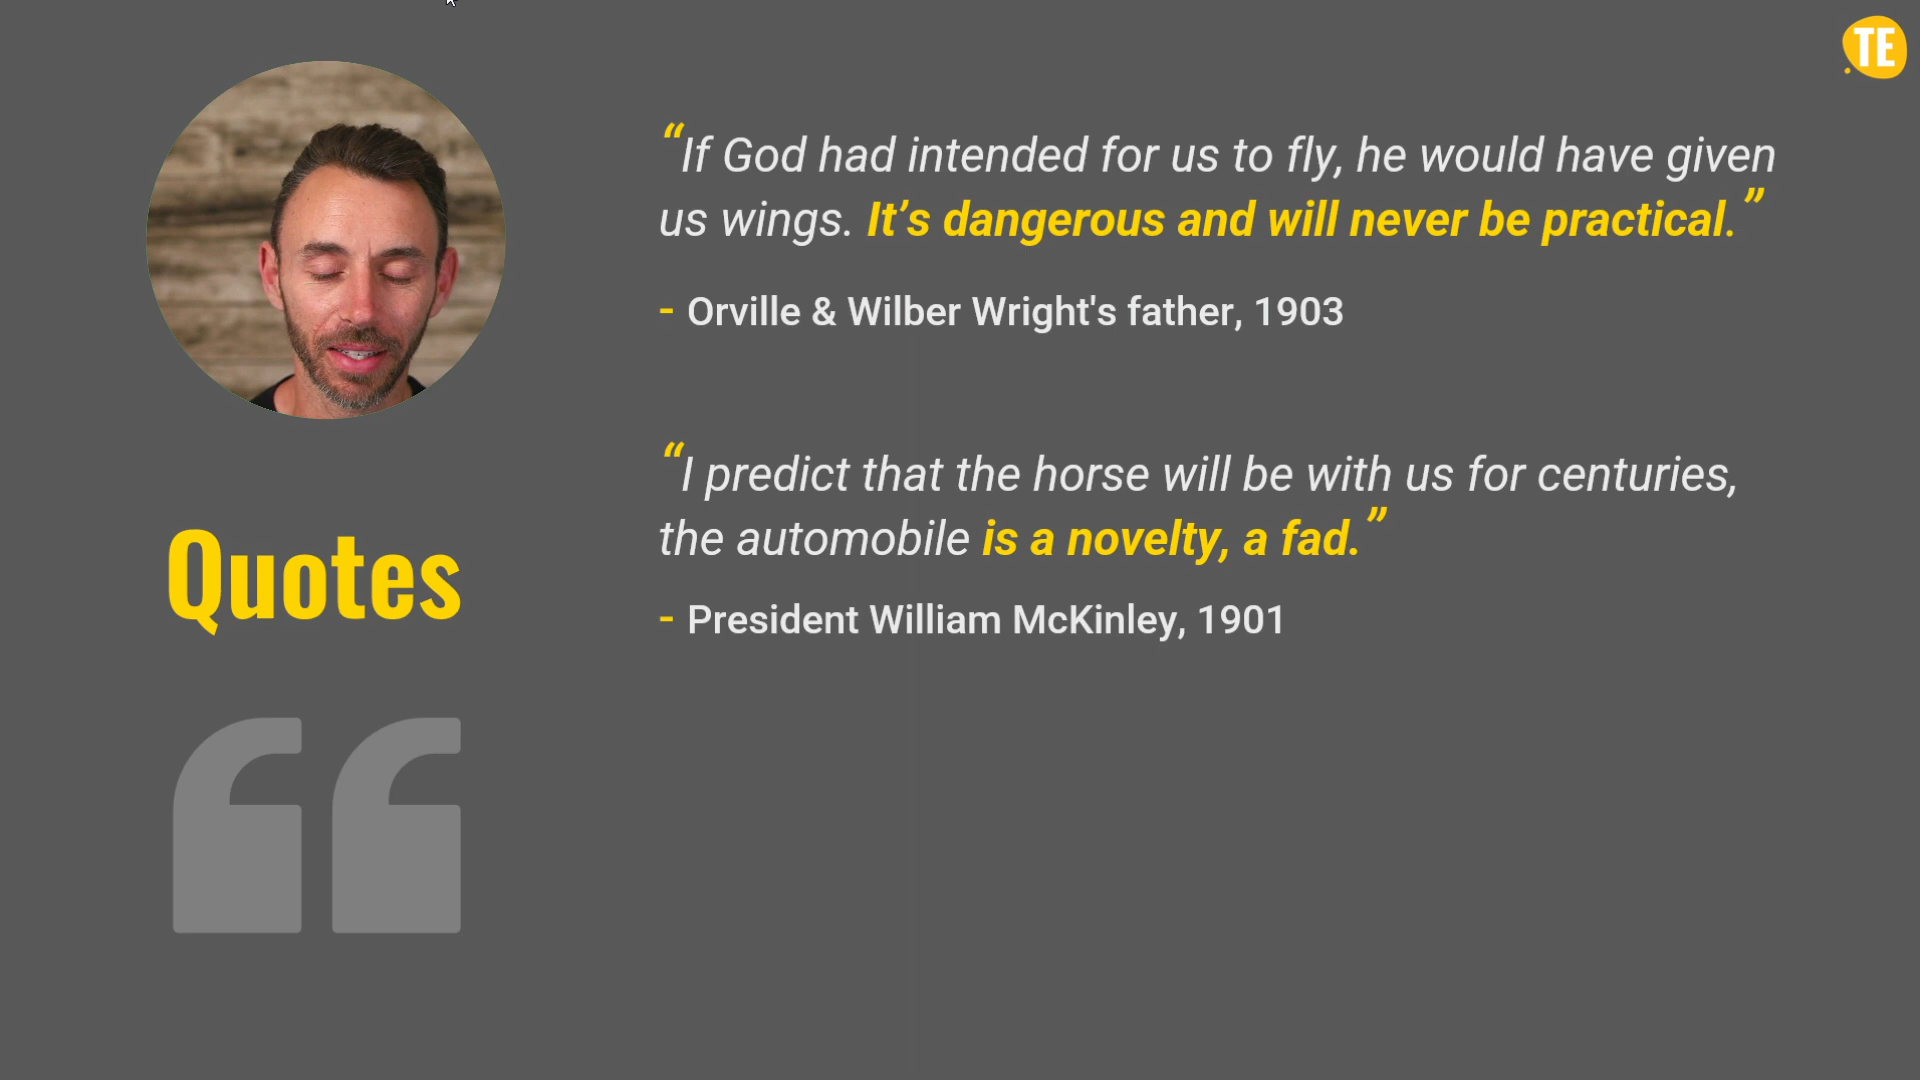 TE
“If God had intended for us to fly, he would have given
us wings. It’s dangerous and will never be practical.”
- Orville & Wilber Wright's father, 1903
“I predict that the horse will be with us for centuries,
the automobile is a novelty, a fad.”
- President William McKinley, 1901
Quotes
“